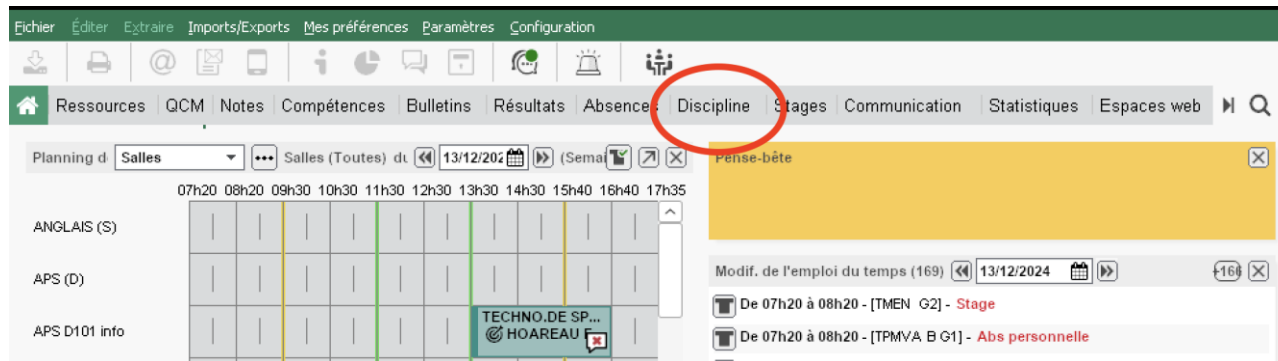 Fichier Éditer Extraire Imports/Exports Mes préférences Paramètres Configuration
Ressources QCM Notes Compétences Bulletins Résultats Absences Discipline Stages Communication Statistiques Espaces web
Planning d Salles Salles (Toutes) du 13/12/202 (Semai
Pense-bête
07h20 08h20 09h30 10h30 11h30 12h30 13h30 14h30 15h40 16h40 17h35
ANGLAIS (S)
APS (D)
Modif. de l'emploi du temps (169) 13/12/2024 +166
De 07h20 à 08h20 - [TMEN G2] - Stage
APS D101 info
TECHNO.DE SP...
HOAREAU F
De 07h20 à 08h20 - [TPMVA B G1] - Abs personnelle